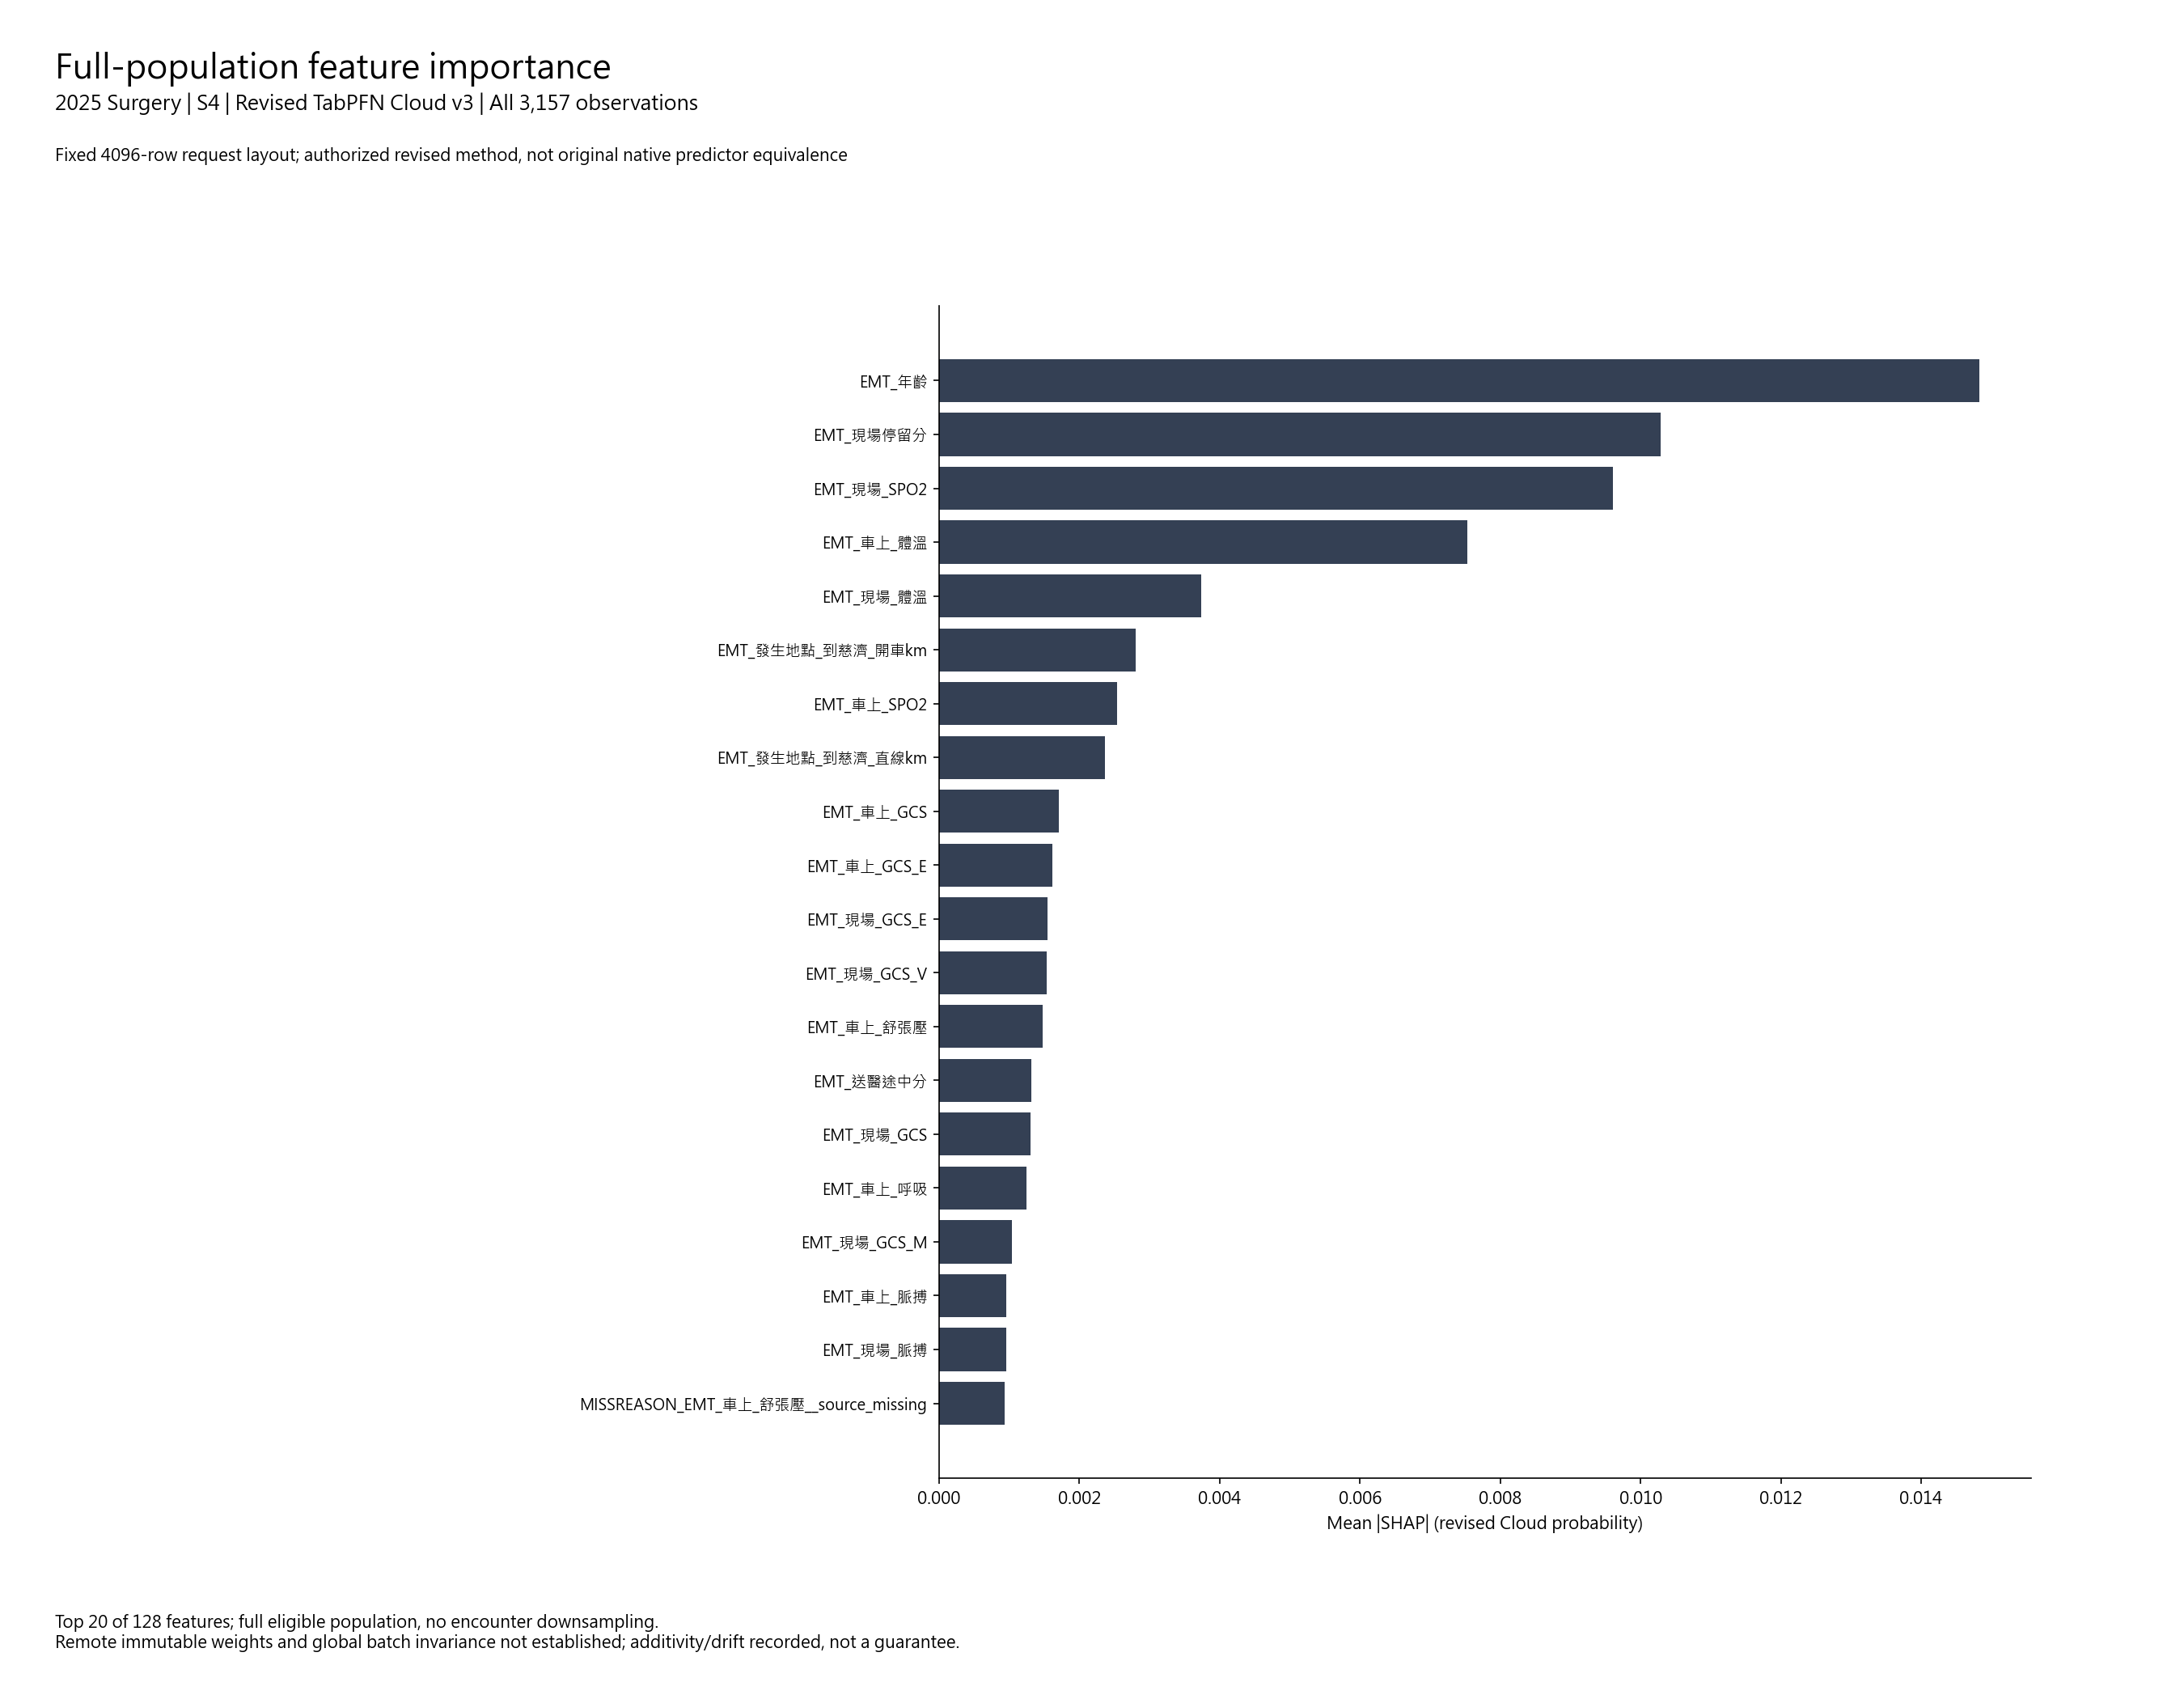 Full-population feature importance
2025 Surgery | S4 | Revised TabPFN Cloud v3 | All 3,157 observations
Fixed 4096-row request layout; authorized revised method, not original native predictor equivalence
EMT_年齡
EMT_現場停留分
EMT_現場_SPO2
EMT_車上_體溫
EMT_現場_體溫
EMT_發生地點_到慈濟_開車km
EMT_車上_SPO2
EMT_發生地點_到慈濟_直線km
EMT_車上_GCS
EMT_車上_GCS_E
EMT_現場_GCS_E
EMT_現場_GCS_V
EMT_車上_舒張壓
EMT_送醫途中分
EMT_現場_GCS
EMT_車上_呼吸
EMT_現場_GCS_M
EMT_車上_脈搏
EMT_現場_脈搏
MISSREASON_EMT_車上_舒張壓__source_missing
0.000 0.002 0.004 0.006 0.008 0.010 0.012 0.014
Mean |SHAP| (revised Cloud probability)
Top 20 of 128 features; full eligible population, no encounter downsampling.
Remote immutable weights and global batch invariance not established; additivity/drift recorded, not a guarantee.